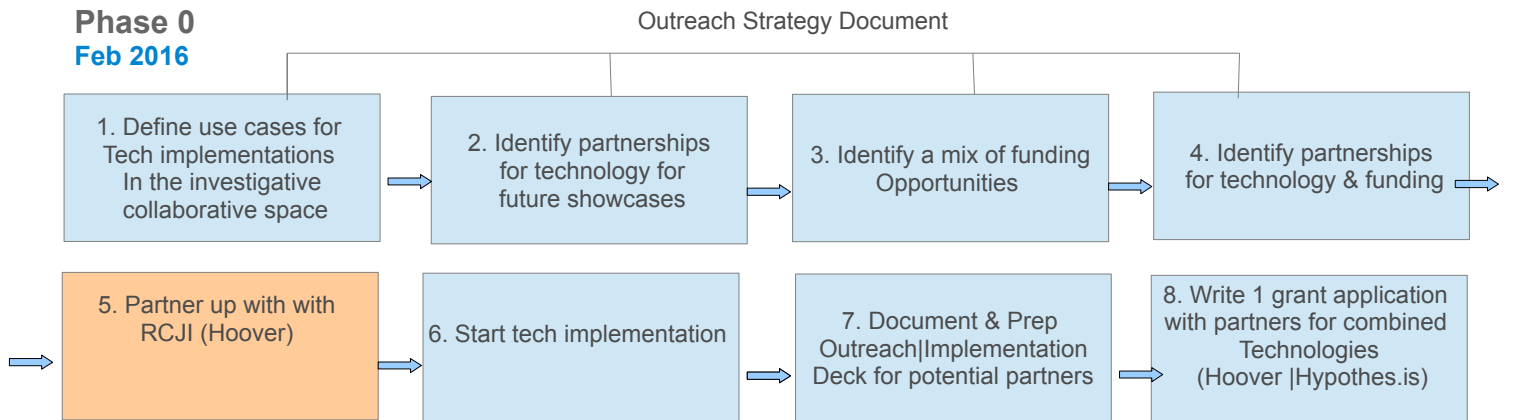 Phase 0
Feb 2016
Outreach Strategy Document
1. Define use cases for
Tech implementations
In the investigative
collaborative space
2. Identify partnerships
for technology for
future showcases
3. Identify a mix of funding
Opportunities
4. Identify partnerships
for technology & funding
5. Partner up with with
RCJI (Hoover)
6. Start tech implementation
7. Document & Prep
Outreach|Implementation
Deck for potential partners
8. Write 1 grant application
with partners for combined
Technologies
(Hoover |Hypothes.is)